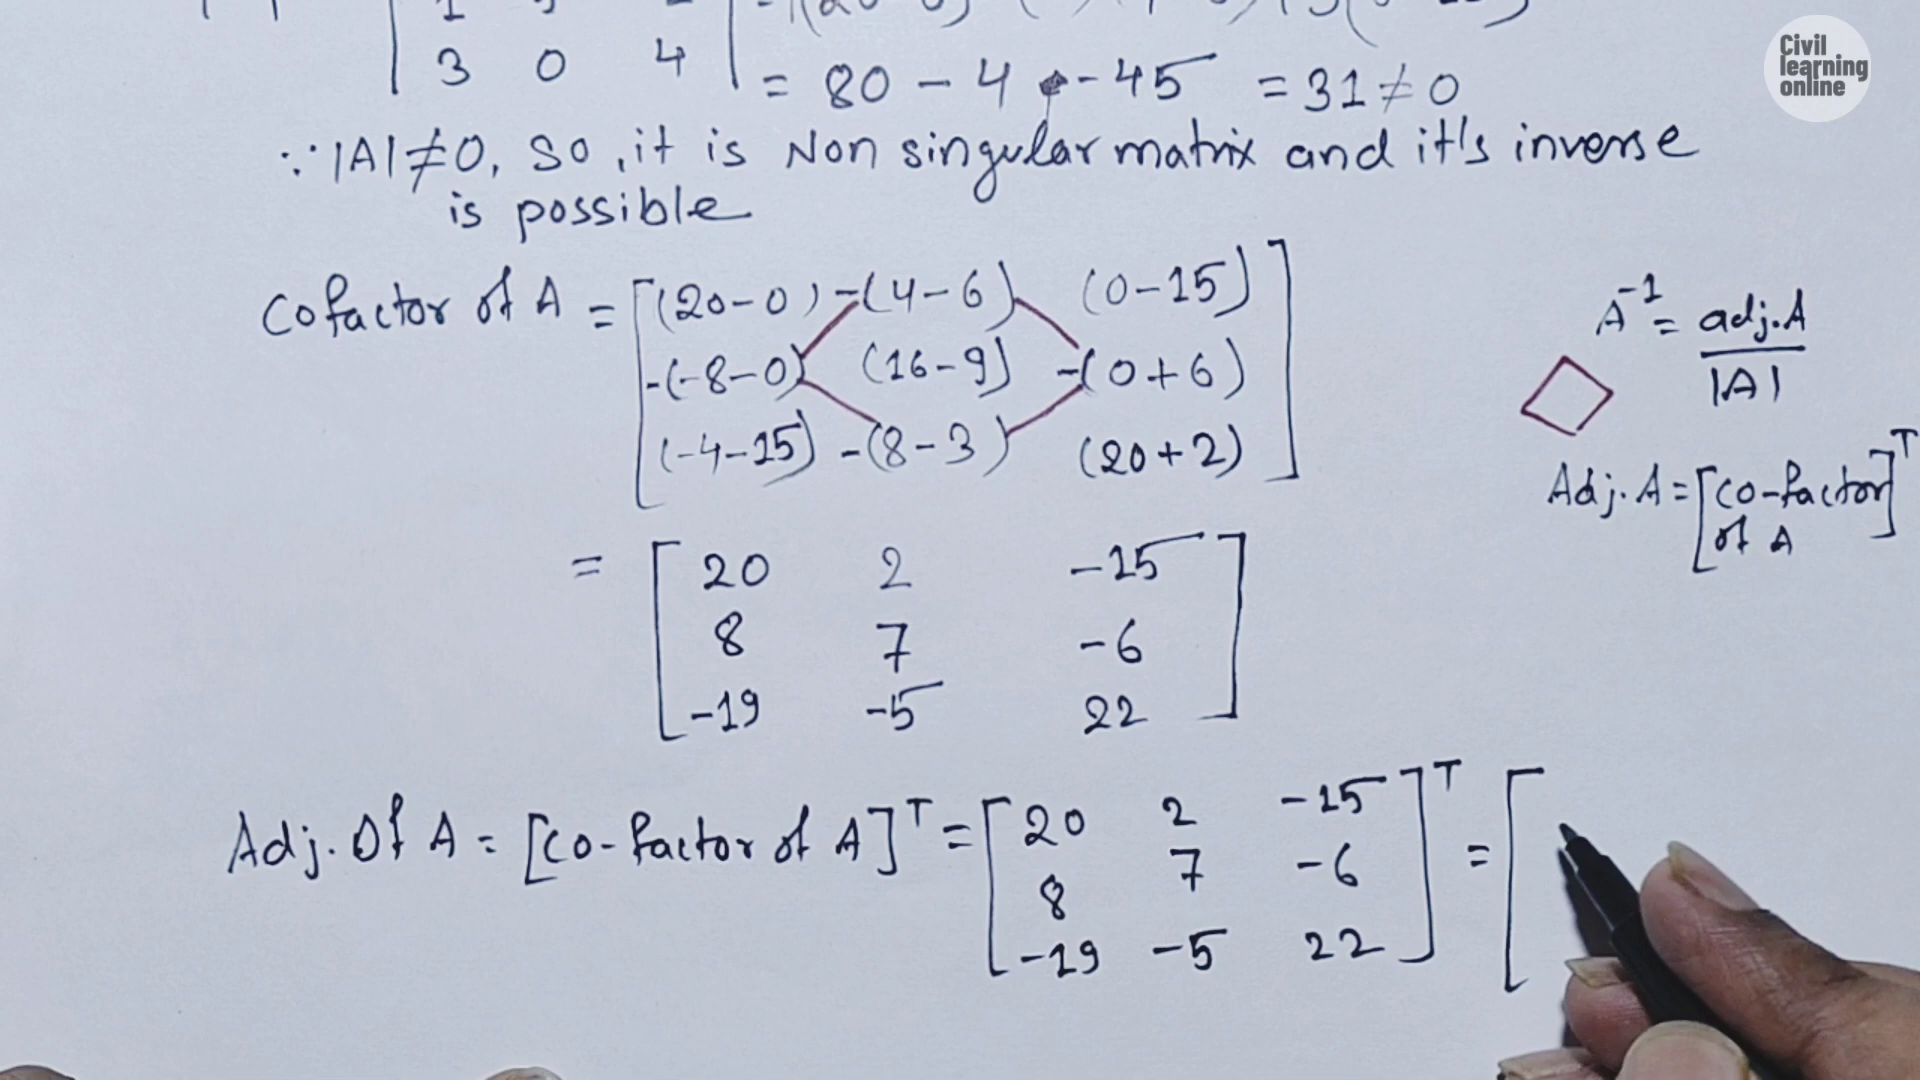 3 0 4
= 80 - 4 - 45 = 31 ≠ 0
∵ |A| ≠ 0, So, it is Non singular matrix and it's inverse
is possible
Cofactor of A = [(20-0) -(4-6) (0-15)]
-(-8-0) (16-9) -(0+6)
(-4-15) -(8-3) (20+2)
= [20 2 -15]
8 7 -6
-19 -5 22
Adj. Of A = [Co-factor of A]ᵀ = [20 2 -15]ᵀ = [
8 7 -6
-19 -5 22
A⁻¹ = adj.A
|A|
Adj. A = [Co-factor]ᵀ
of A
Civil
learning
online